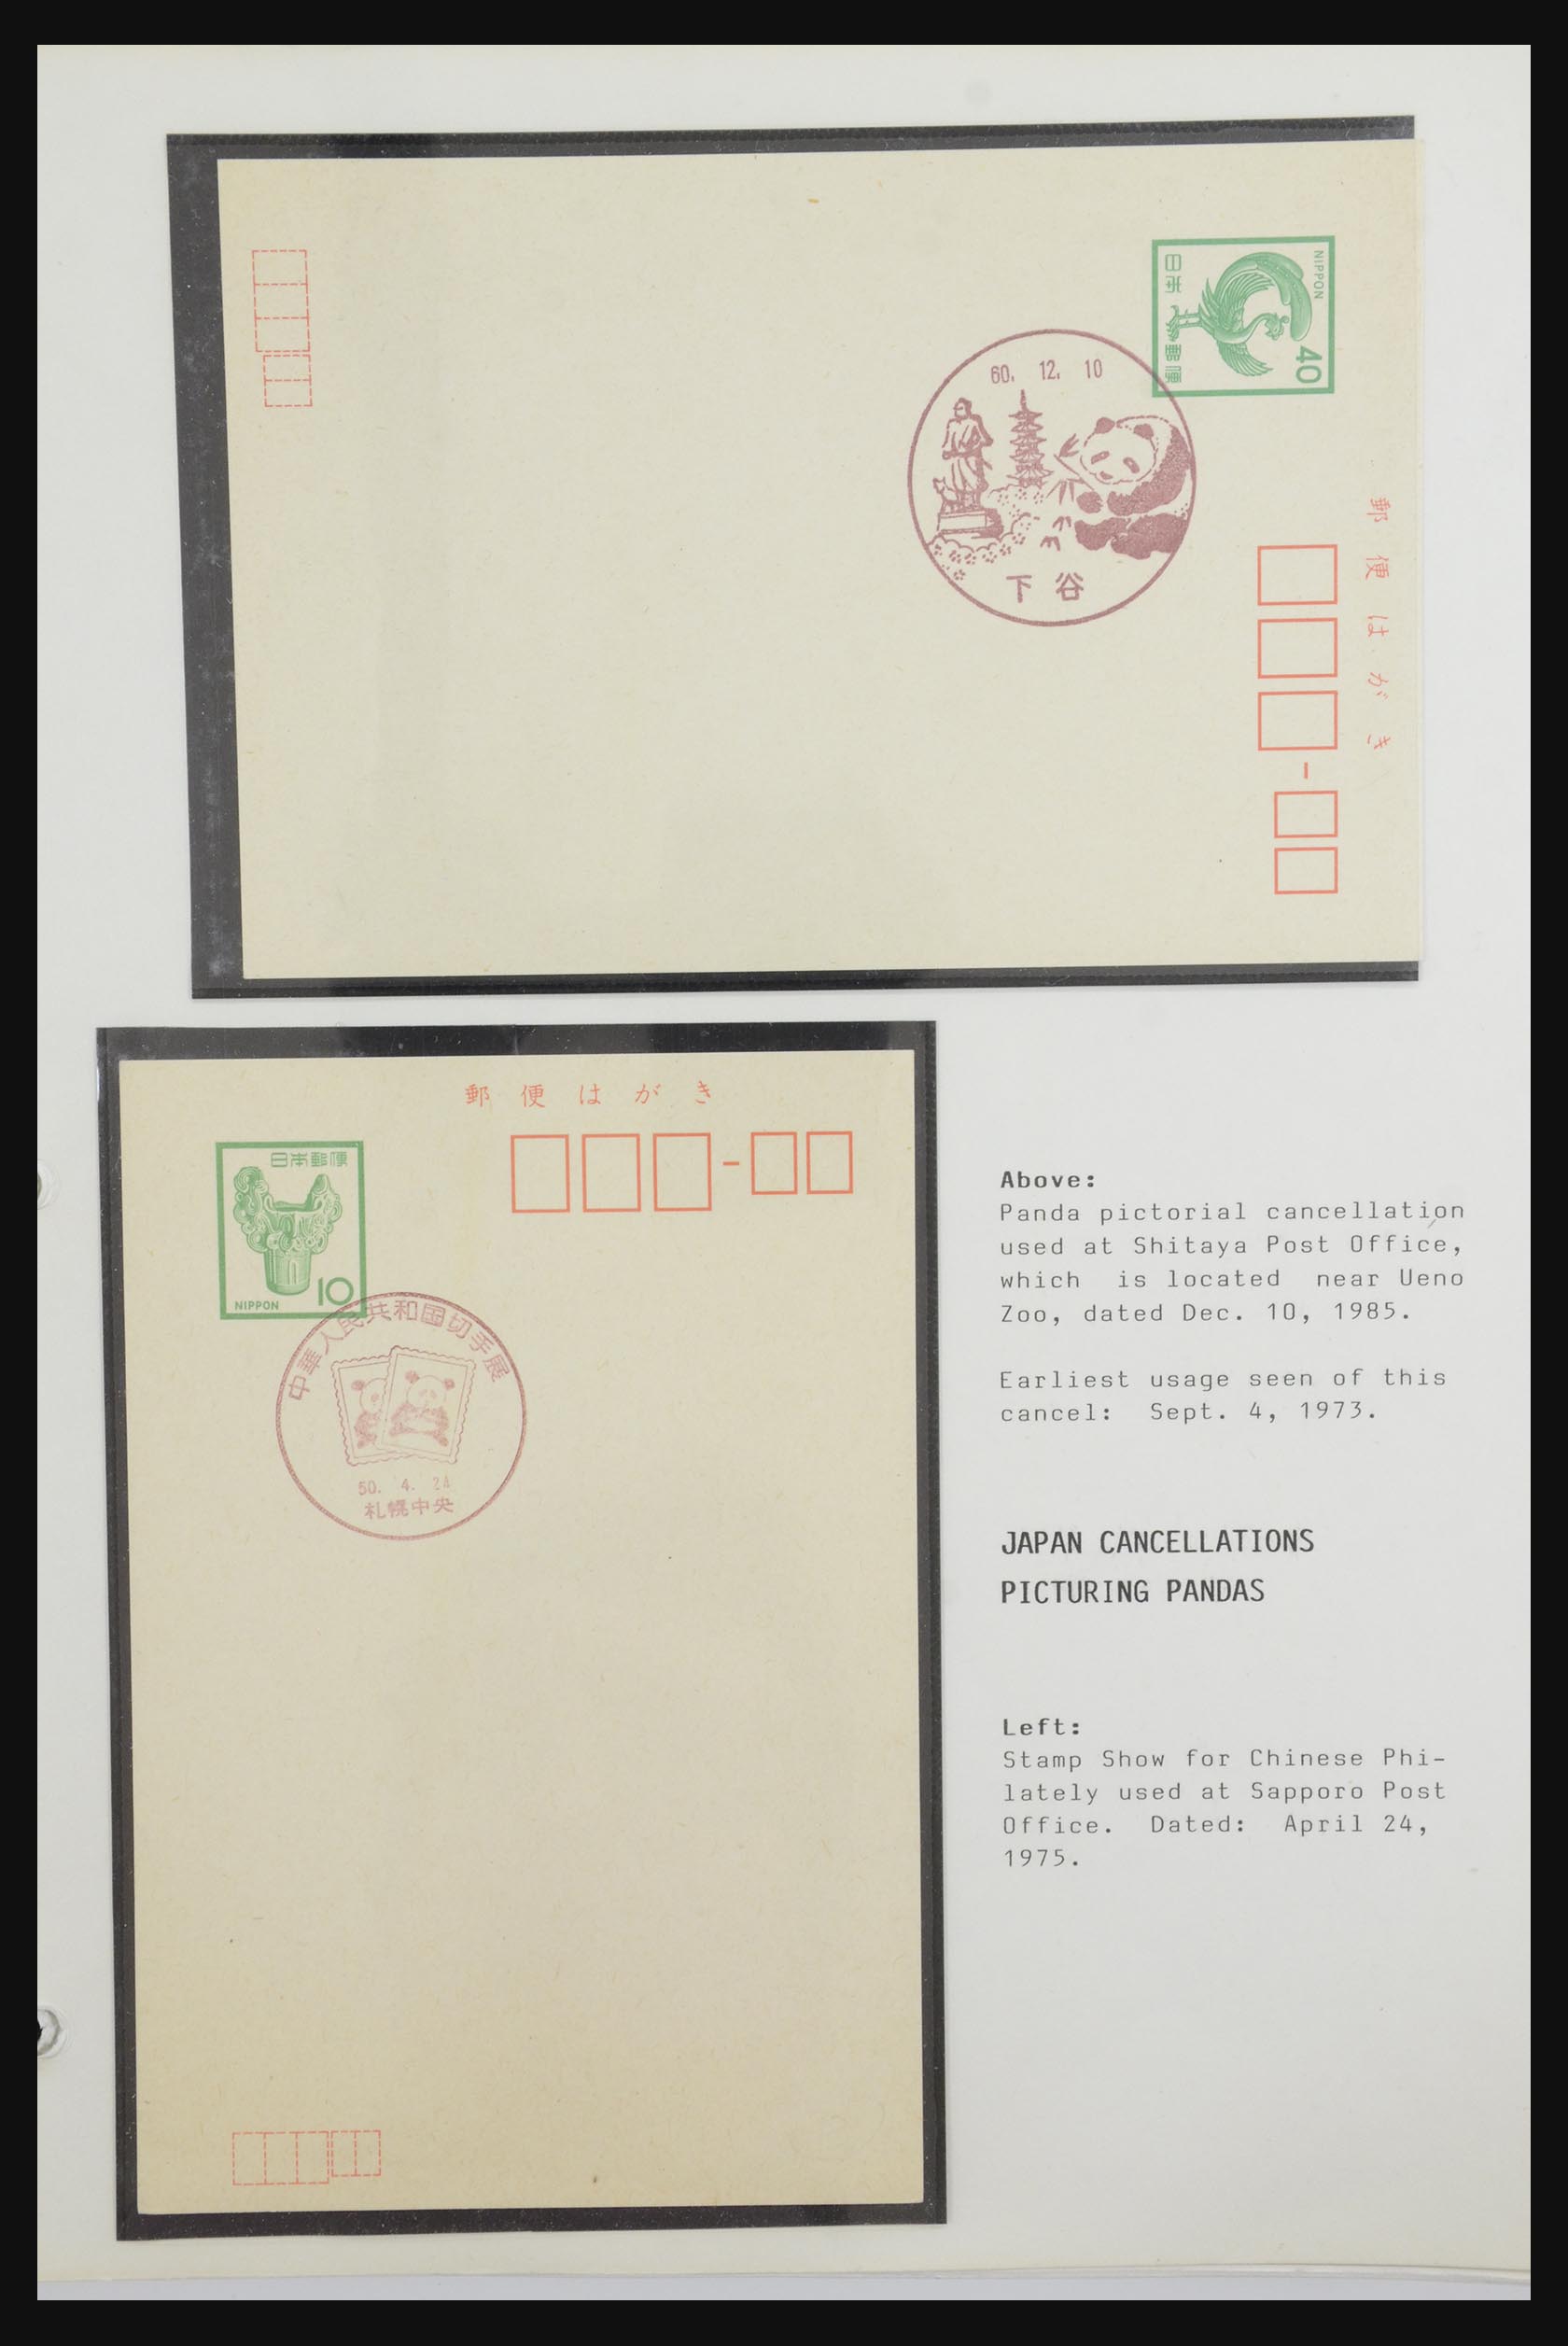 日本郵便
NIPPON
40
60. 12. 10
下谷
郵便はがき
郵便はがき
日本郵便
10
NIPPON
中華人民共和国切手展
50. 4. 24
札幌中央
Above:
Panda pictorial cancellation
used at Shitaya Post Office,
which is located near Ueno
Zoo, dated Dec. 10, 1985.
Earliest usage seen of this
cancel: Sept. 4, 1973.
JAPAN CANCELLATIONS
PICTURING PANDAS
Left:
Stamp Show for Chinese Phi-
lately used at Sapporo Post
Office. Dated: April 24,
1975.